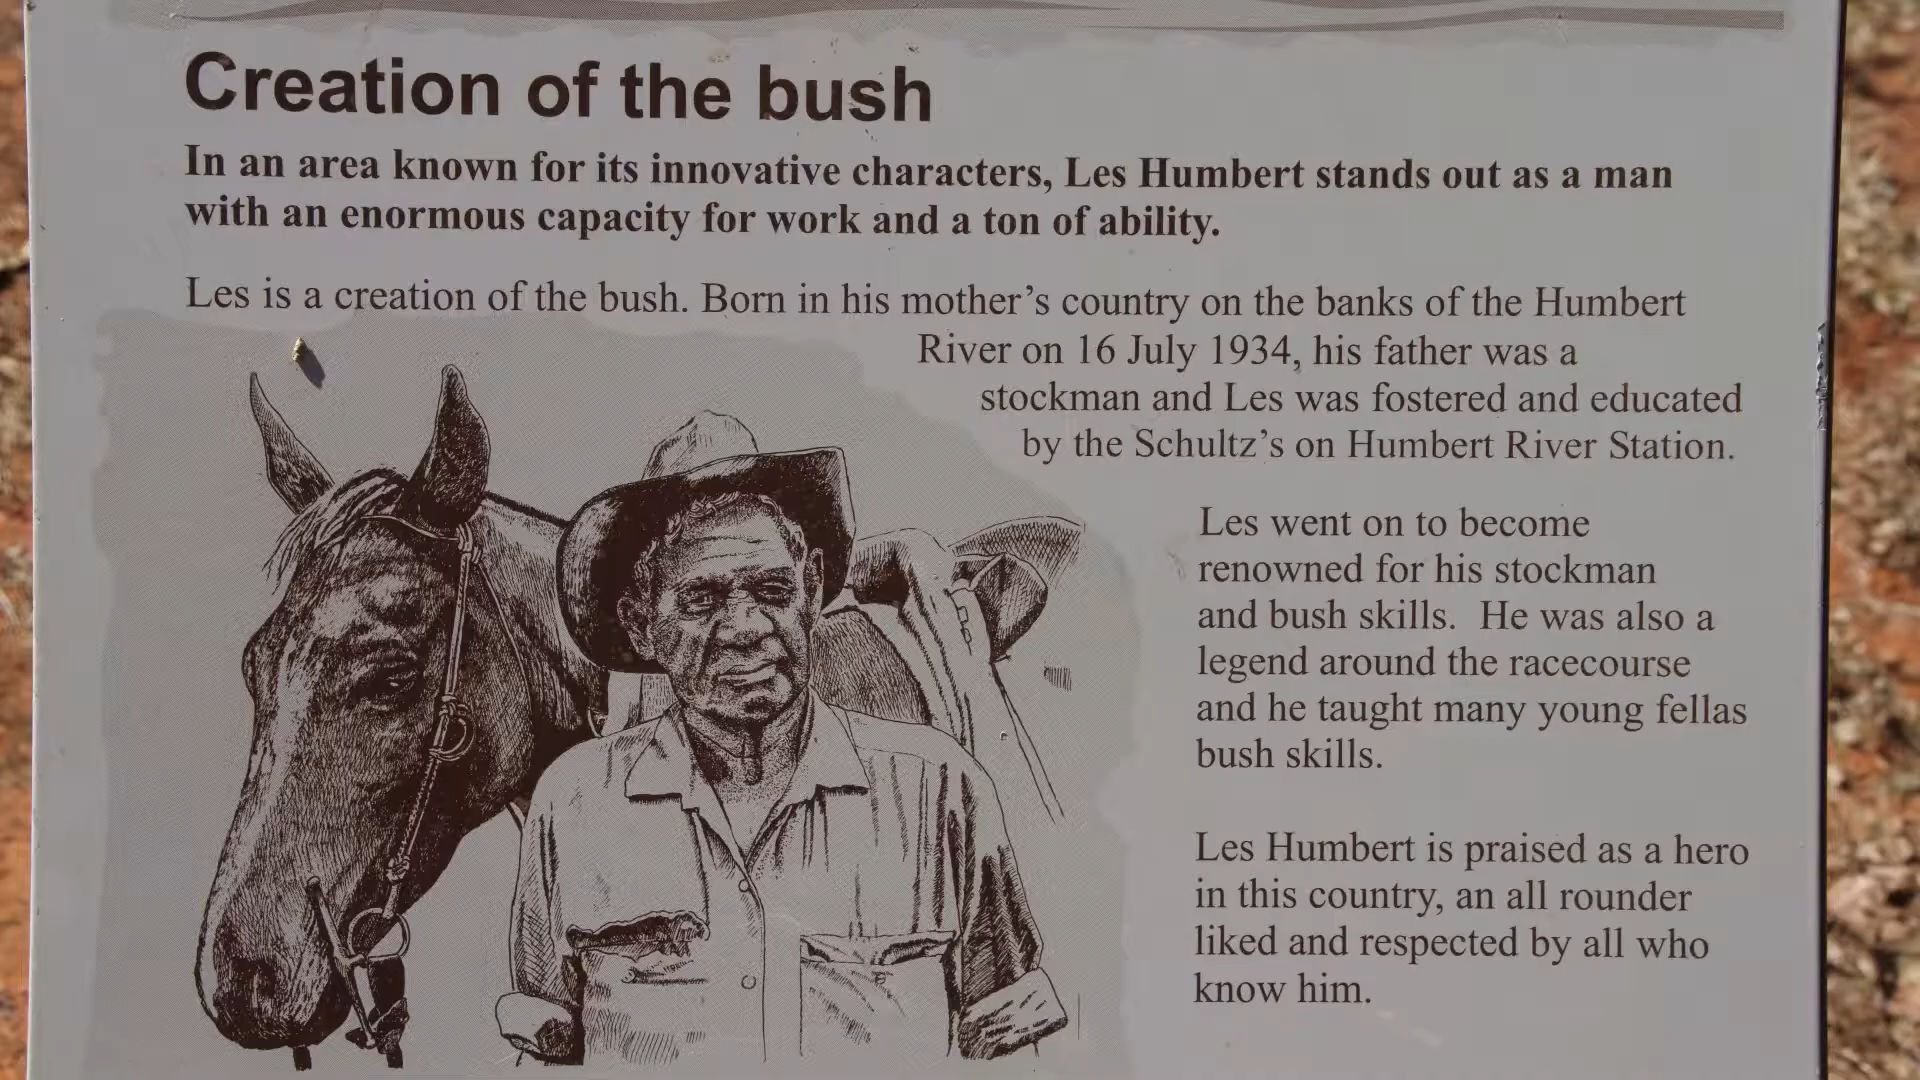 Creation of the bush
In an area known for its innovative characters, Les Humbert stands out as a man
with an enormous capacity for work and a ton of ability.
Les is a creation of the bush. Born in his mother’s country on the banks of the Humbert
River on 16 July 1934, his father was a
stockman and Les was fostered and educated
by the Schultz’s on Humbert River Station.
Les went on to become
renowned for his stockman
and bush skills.  He was also a
legend around the racecourse
and he taught many young fellas
bush skills.
Les Humbert is praised as a hero
in this country, an all rounder
liked and respected by all who
know him.